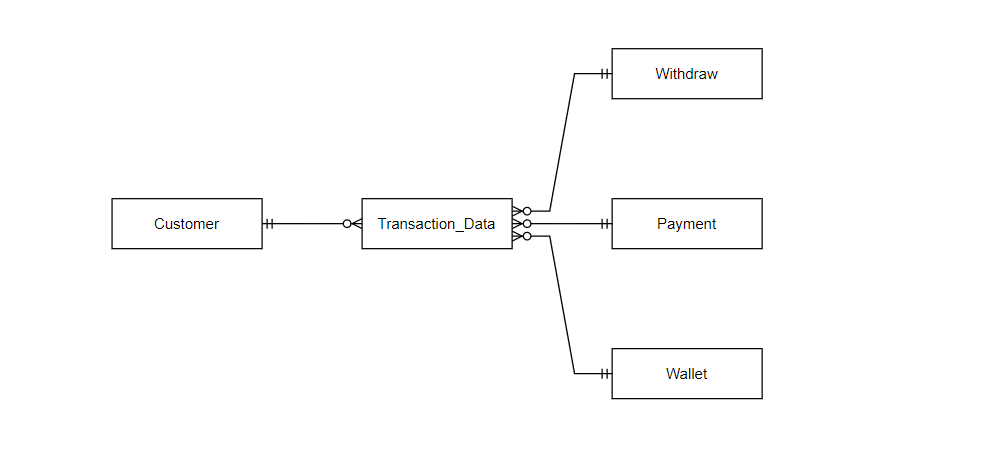 Withdraw
Customer
Transaction_Data
Payment
Wallet